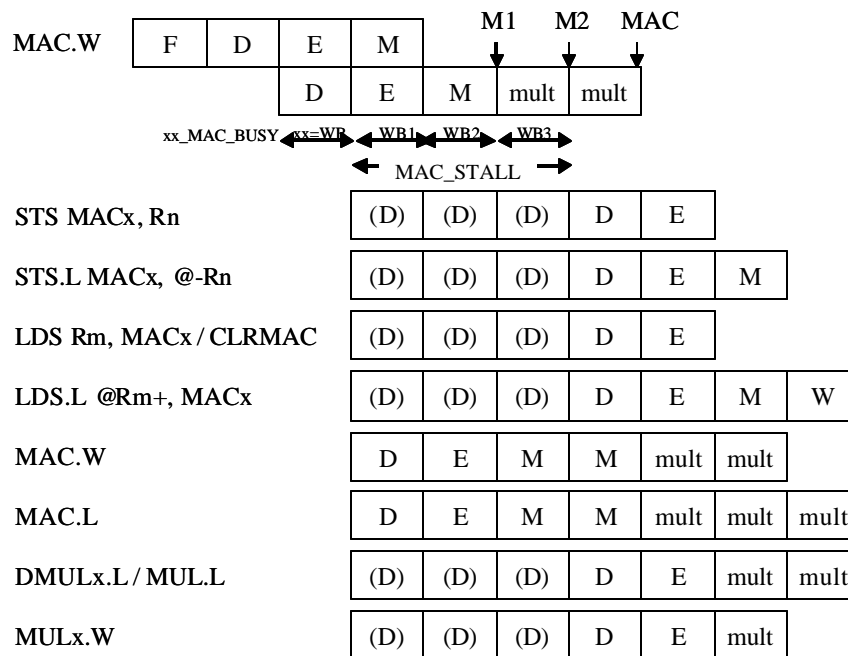 M1 M2 MAC
MAC.W F D E M
D E M mult mult
xx_MAC_BUSY xx=WB WB1 WB2 WB3
MAC_STALL
STS MACx, Rn (D) (D) (D) D E
STS.L MACx, @-Rn (D) (D) (D) D E M
LDS Rm, MACx / CLRMAC (D) (D) (D) D E
LDS.L @Rm+, MACx (D) (D) (D) D E M W
MAC.W D E M M mult mult
MAC.L D E M M mult mult mult
DMULx.L / MUL.L (D) (D) (D) D E mult mult
MULx.W (D) (D) (D) D E mult